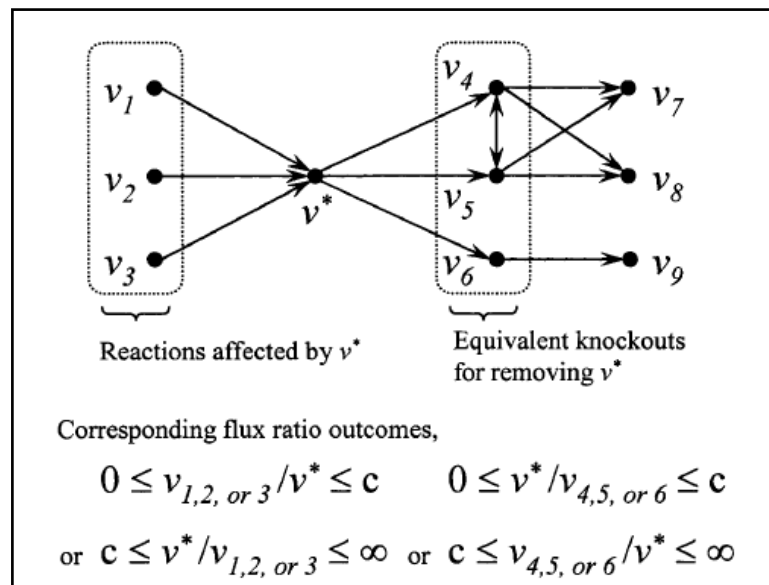 v₁ v₄ v₇
v₂ v* v₅ v₈
v₃ v₆ v₉
Reactions affected by v*
Equivalent knockouts
for removing v*
Corresponding flux ratio outcomes,
0 ≤ v₁,₂, ₒᵣ ₃/v* ≤ c 0 ≤ v*/v₄,₅, ₒᵣ ₆ ≤ c
or c ≤ v*/v₁,₂, ₒᵣ ₃ ≤ ∞ or c ≤ v₄,₅, ₒᵣ ₆/v* ≤ ∞